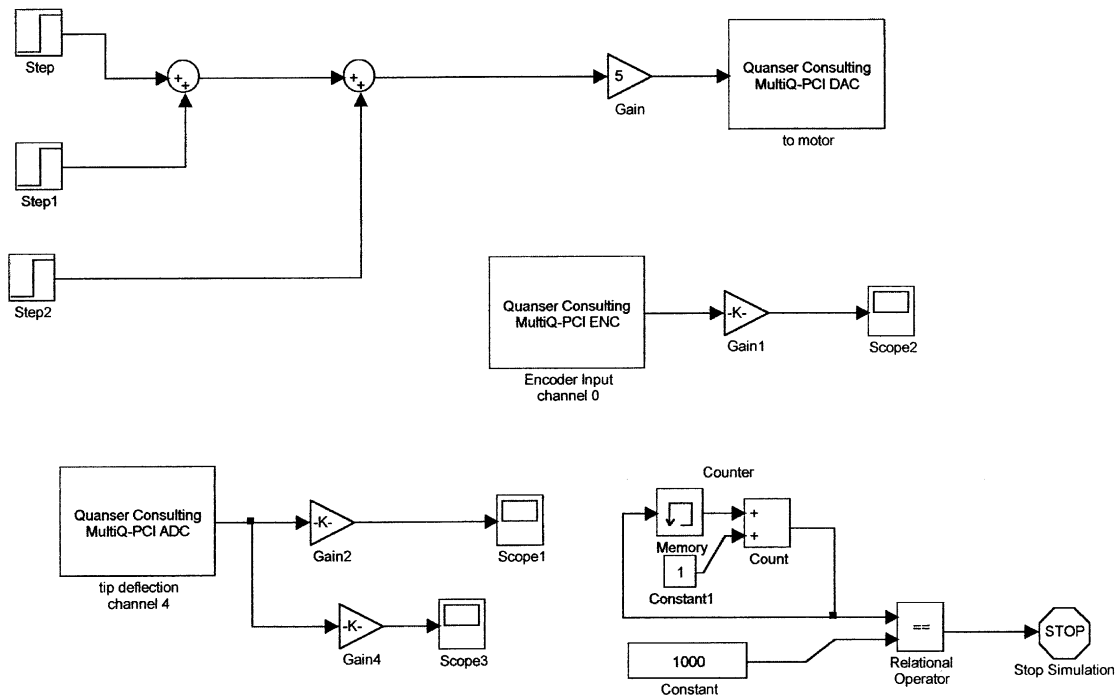 Step
+
+
Step1
+
+
Step2
5
Gain
Quanser Consulting
MultiQ-PCI DAC
to motor
Quanser Consulting
MultiQ-PCI ENC
Encoder Input
channel 0
-K-
Gain1
Scope2
Quanser Consulting
MultiQ-PCI ADC
tip deflection
channel 4
-K-
Gain2
Scope1
-K-
Gain4
Scope3
Counter
Memory
+
+
Count
1
Constant1
1000
Constant
==
Relational
Operator
STOP
Stop Simulation